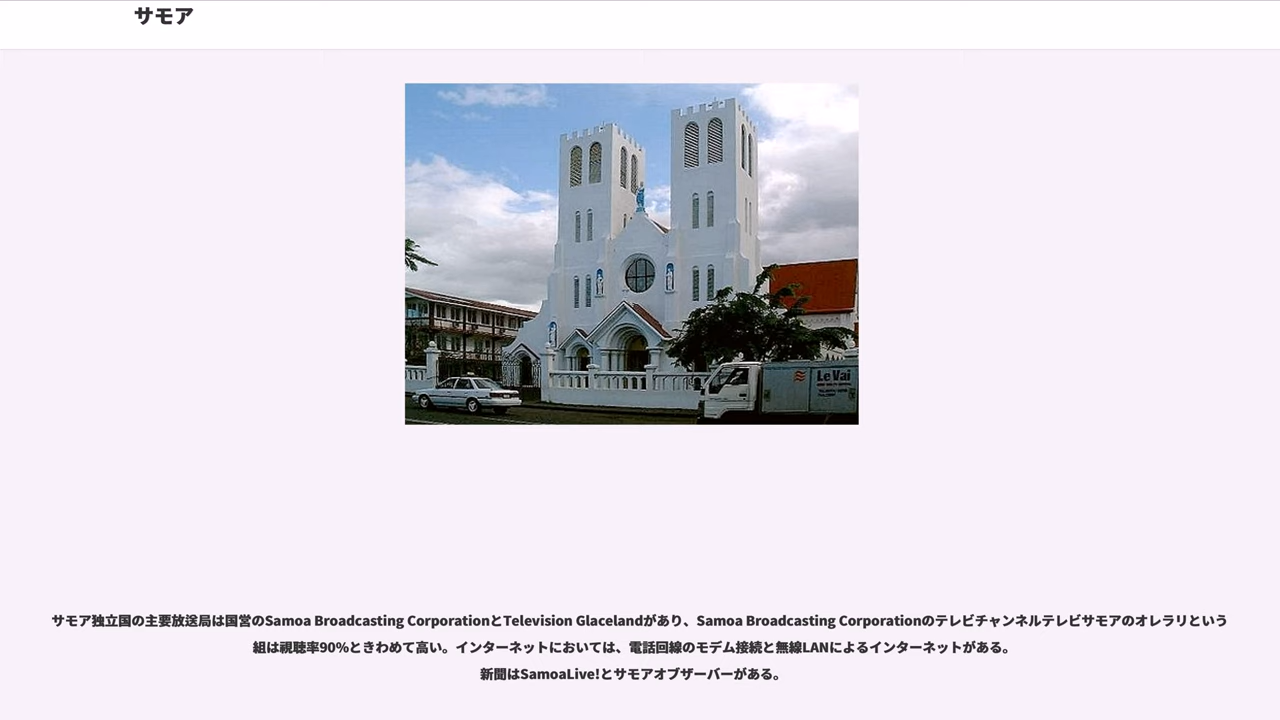 サモア
Le Vai
サモア独立国の主要放送局は国営のSamoa Broadcasting CorporationとTelevision Glacelandがあり、Samoa Broadcasting Corporationのテレビチャンネルテレビサモアのオレラリという
組は視聴率90%ときわめて高い。インターネットにおいては、電話回線のモデム接続と無線LANによるインターネットがある。
新聞はSamoaLive!とサモアオブザーバーがある。